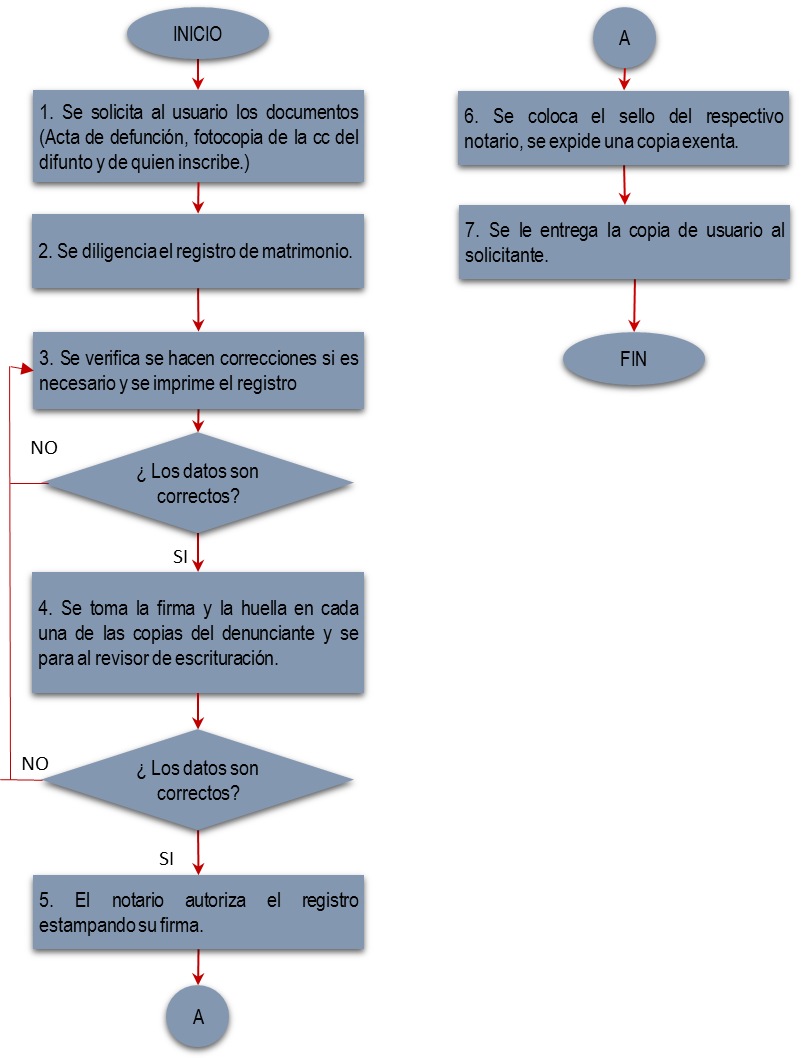 INICIO
1. Se solicita al usuario los documentos
(Acta de defunción, fotocopia de la cc del
difunto y de quien inscribe.)
2. Se diligencia el registro de matrimonio.
3. Se verifica se hacen correcciones si es
necesario y se imprime el registro
NO
¿ Los datos son
correctos?
SI
4. Se toma la firma y la huella en cada
una de las copias del denunciante y se
para al revisor de escrituración.
NO
¿ Los datos son
correctos?
SI
5. El notario autoriza el registro
estampando su firma.
A
A
6. Se coloca el sello del respectivo
notario, se expide una copia exenta.
7. Se le entrega la copia de usuario al
solicitante.
FIN